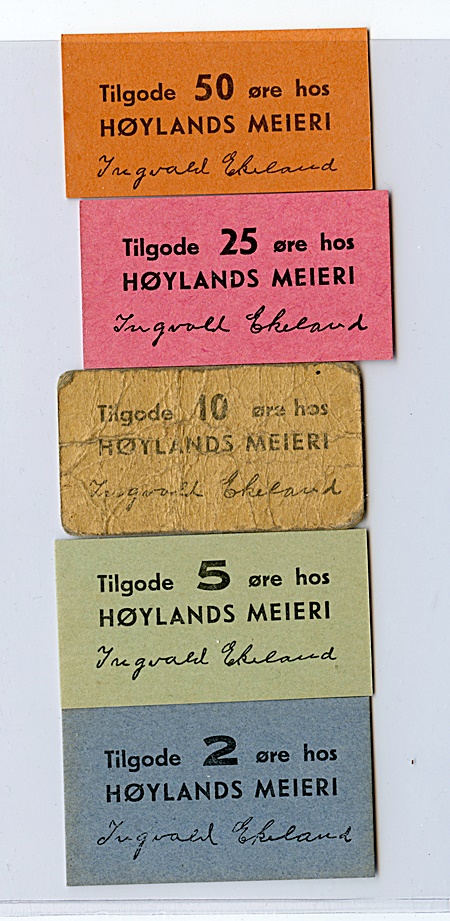 Tilgode 50 øre hos
HØYLANDS MEIERI
Ingvald Ekeland
Tilgode 25 øre hos
HØYLANDS MEIERI
Ingvald Ekeland
Tilgode 10 øre hos
HØYLANDS MEIERI
Ingvald Ekeland
Tilgode 5 øre hos
HØYLANDS MEIERI
Ingvald Ekeland
Tilgode 2 øre hos
HØYLANDS MEIERI
Ingvald Ekeland